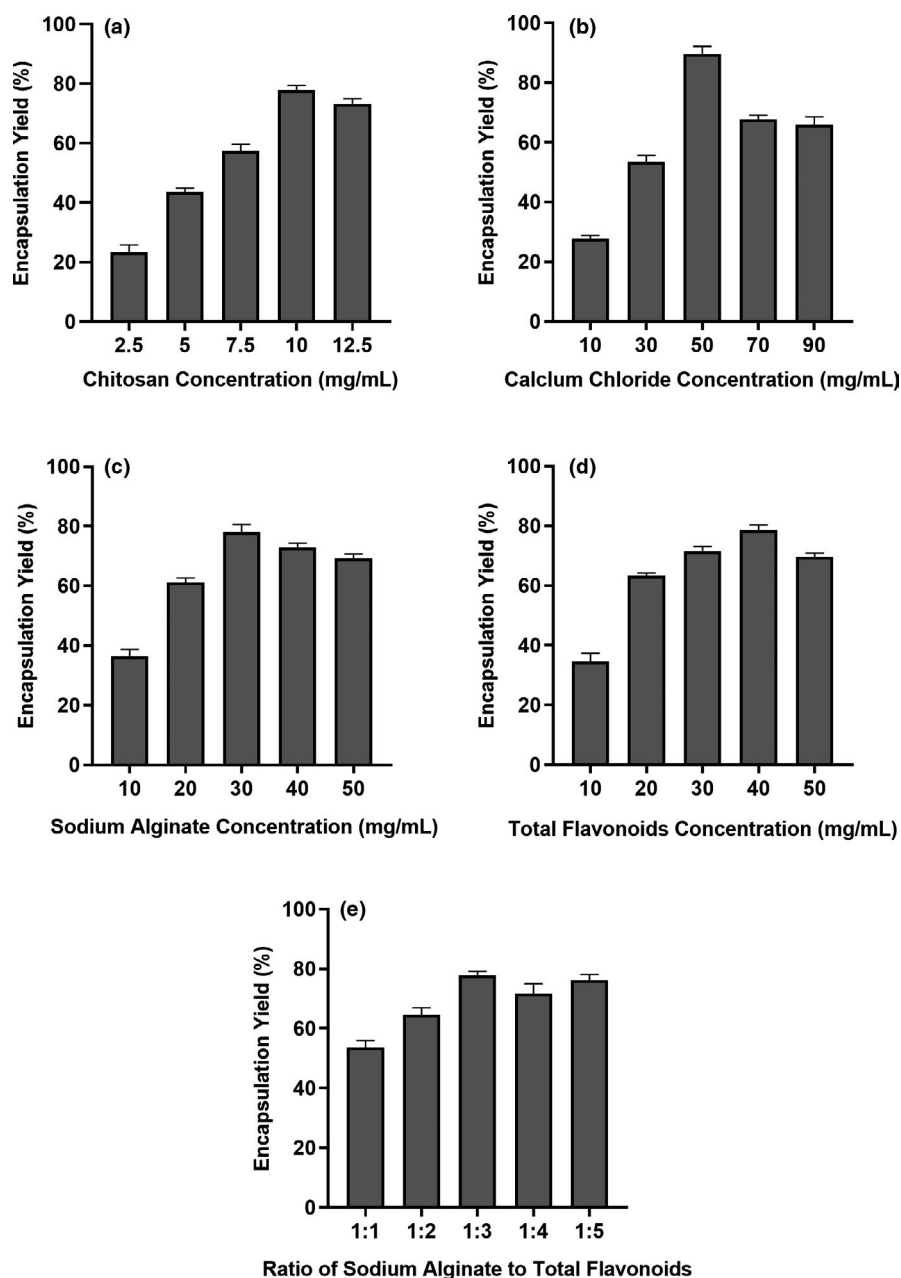 (a)
Encapsulation Yield (%)
100
80
60
40
20
0
2.5 5 7.5 10 12.5
Chitosan Concentration (mg/mL)
(b)
Encapsulation Yield (%)
100
80
60
40
20
0
10 30 50 70 90
Calclum Chloride Concentration (mg/mL)
(c)
Encapsulation Yield (%)
100
80
60
40
20
0
10 20 30 40 50
Sodium Alginate Concentration (mg/mL)
(d)
Encapsulation Yield (%)
100
80
60
40
20
0
10 20 30 40 50
Total Flavonoids Concentration (mg/mL)
(e)
Encapsulation Yield (%)
100
80
60
40
20
0
1:1 1:2 1:3 1:4 1:5
Ratio of Sodium Alginate to Total Flavonoids